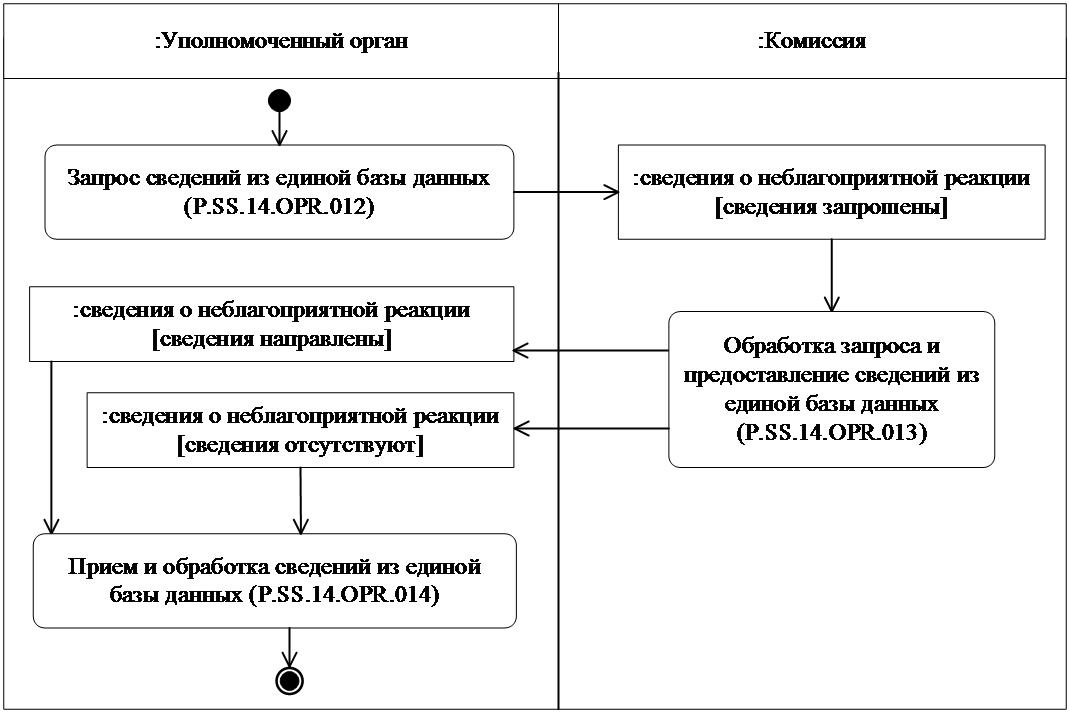 :Уполномоченный орган
:Комиссия
Запрос сведений из единой базы данных
(P.SS.14.OPR.012)
:сведения о неблагоприятной реакции
[сведения запрошены]
:сведения о неблагоприятной реакции
[сведения направлены]
Обработка запроса и
предоставление сведений из
единой базы данных
(P.SS.14.OPR.013)
:сведения о неблагоприятной реакции
[сведения отсутствуют]
Прием и обработка сведений из единой
базы данных (P.SS.14.OPR.014)